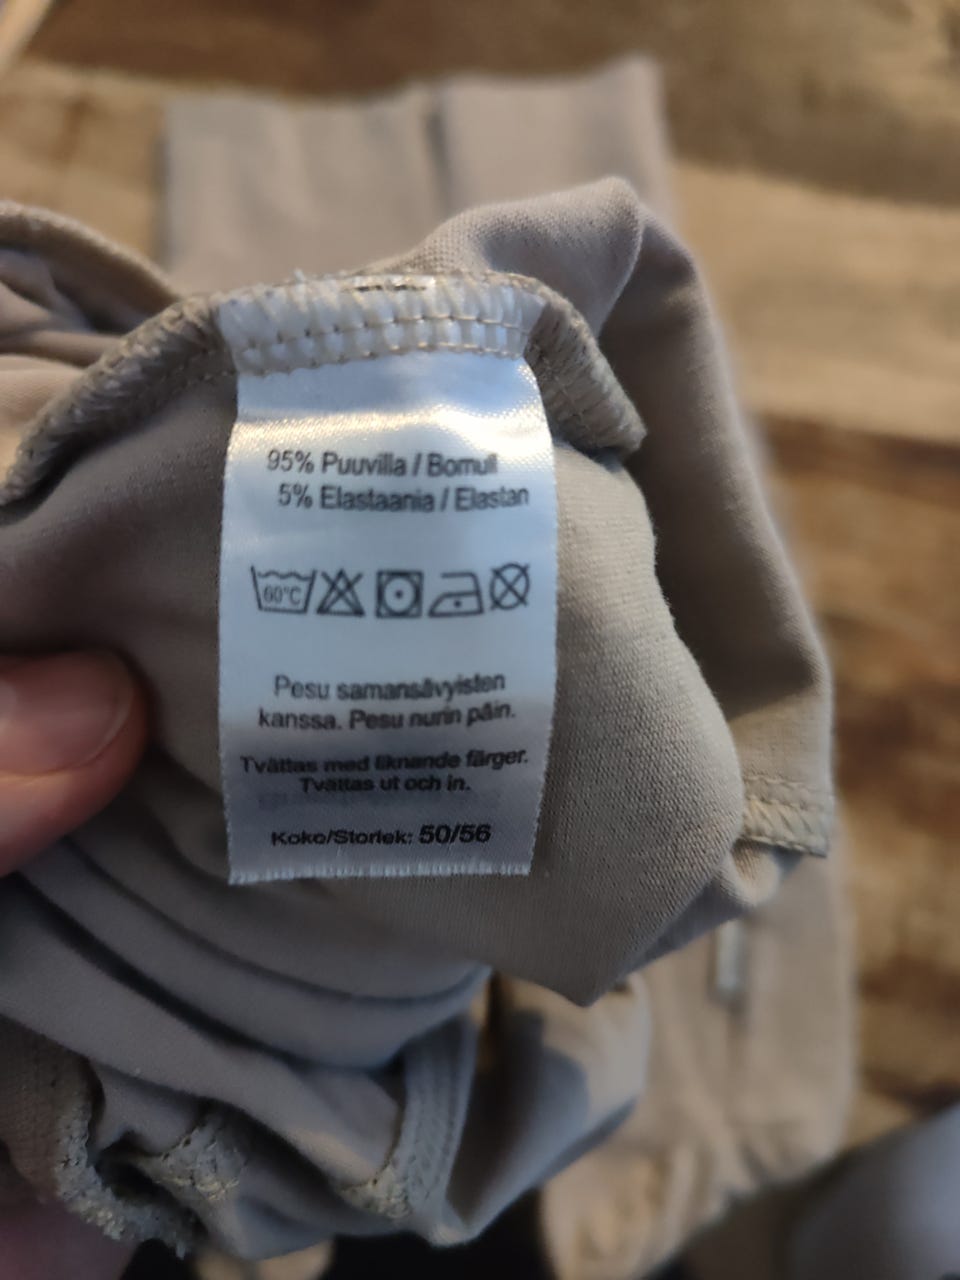 95% Puuvilla / Bomull
5% Elastaania / Elastan
60°C
Pesu samansävyisten
kanssa. Pesu nurin päin.
Tvättas med liknande färger.
Tvättas ut och in.
Koko/Storlek: 50/56